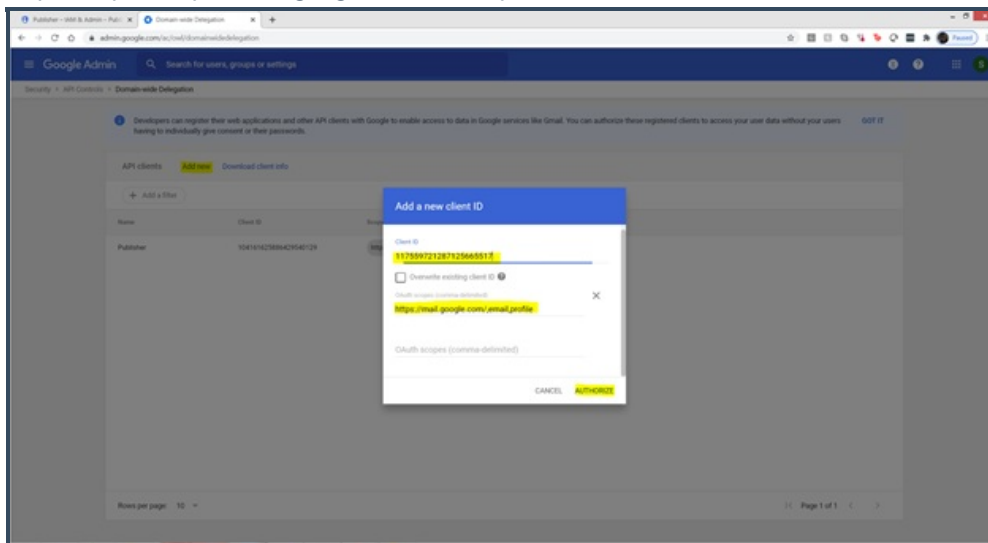 Publisher – IAM & Admin – Publ
Domain-wide Delegation
admin.google.com/ac/owl/domainwidedelegation
Paused
Google Admin
Search for users, groups or settings
Security > API Controls > Domain-wide Delegation
Developers can register their web applications and other API clients with Google to enable access to data in Google services like Gmail. You can authorize these registered clients to access your user data without your users
having to individually give consent or their passwords.
GOT IT
API clients Add new Download client info
+ Add a filter
Name Client ID
Publisher 104161625886429540129
Add a new client ID
Client ID
117559721287125665517
Overwrite existing client ID
OAuth scopes (comma-delimited)
https://mail.google.com/,email,profile
OAuth scopes (comma-delimited)
CANCEL AUTHORIZE
Rows per page: 10
Page 1 of 1